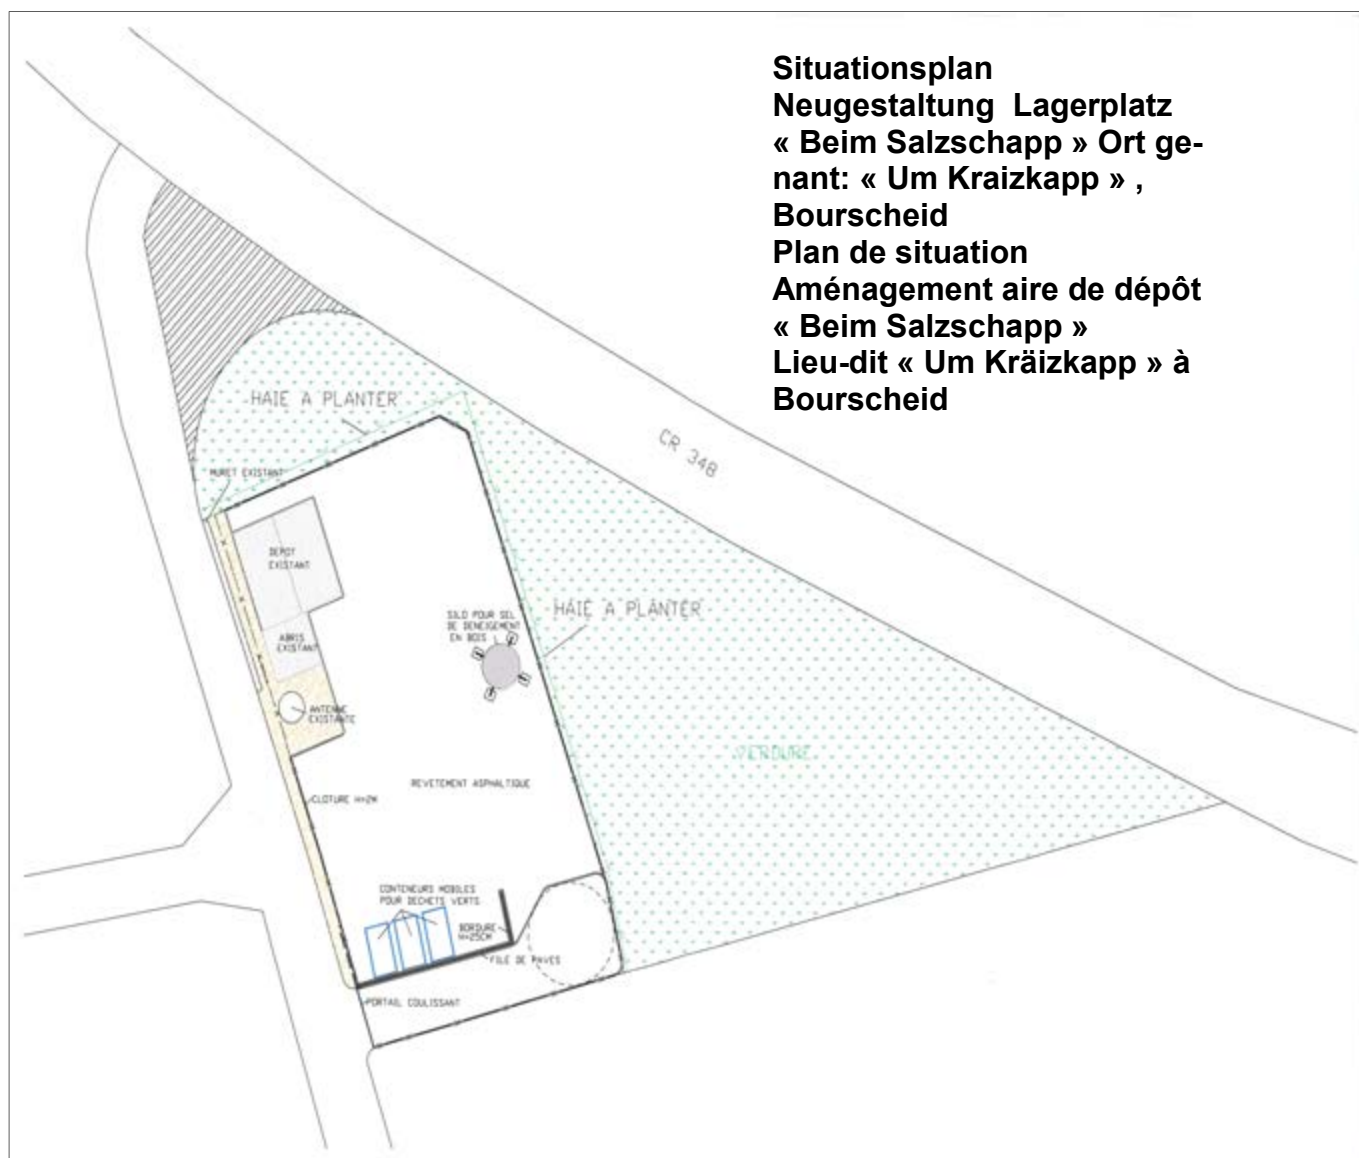 Situationsplan
Neugestaltung Lagerplatz
« Beim Salzschapp » Ort ge-
nant: « Um Kraizkapp » ,
Bourscheid
Plan de situation
Aménagement aire de dépôt
« Beim Salzschapp »
Lieu-dit « Um Kräizkapp » à
Bourscheid
HAIE A PLANTER
CR 348
MURET EXISTANT
DEPOT
EXISTANT
HAIE A PLANTER
SILO POUR SEL
DE DENEIGEMENT
EN BOIS
ABRIS
EXISTANT
ANTENNE
EXISTANTE
VERDURE
REVETEMENT ASPHALTIQUE
CLOTURE H=2M
CONTENEURS MOBILES
POUR DECHETS VERTS
BORDURE
H=25CM
FILE DE PAVES
PORTAIL COULISSANT